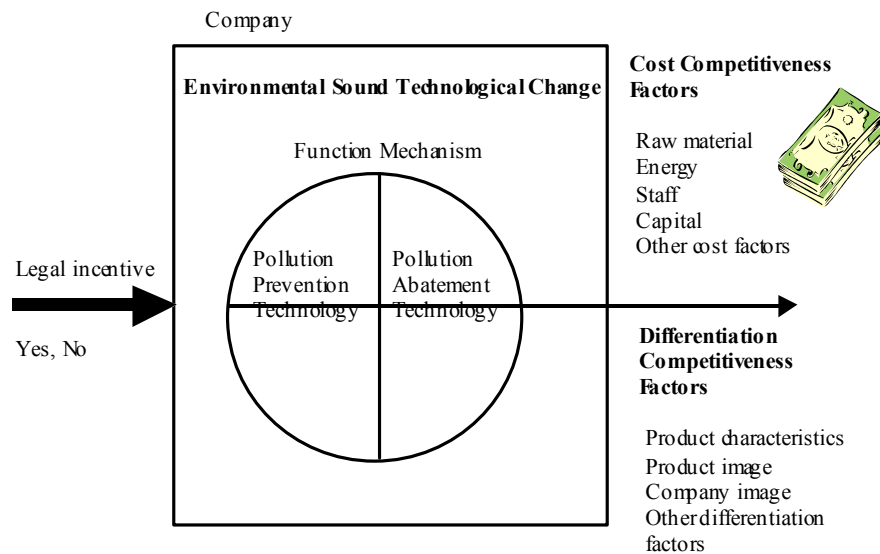 Company
Environmental Sound Technological Change
Function Mechanism
Pollution
Prevention
Technology
Pollution
Abatement
Technology
Legal incentive
Yes, No
Cost Competitiveness
Factors
Raw material
Energy
Staff
Capital
Other cost factors
Differentiation
Competitiveness
Factors
Product characteristics
Product image
Company image
Other differentiation
factors